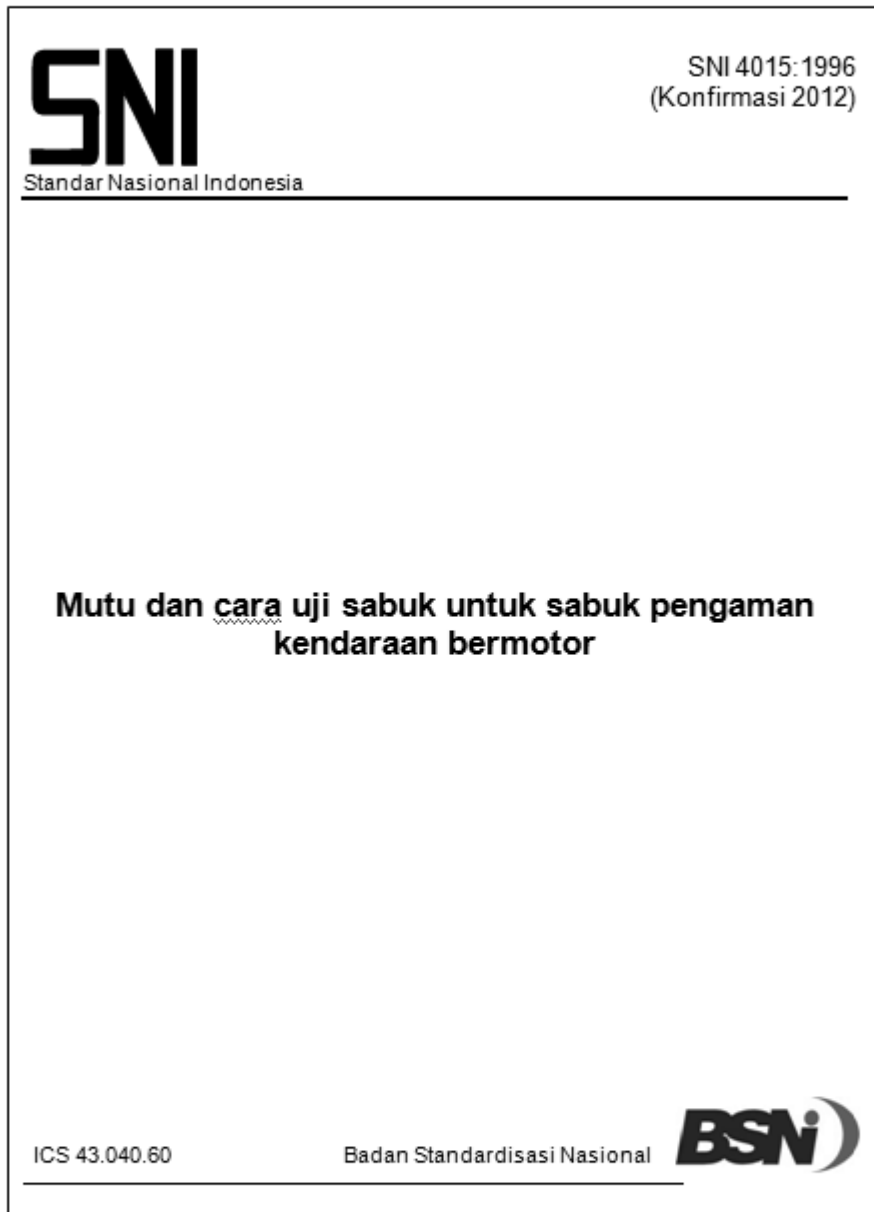 SNI
SNI 4015:1996
(Konfirmasi 2012)
Standar Nasional Indonesia
Mutu dan cara uji sabuk untuk sabuk pengaman
kendaraan bermotor
ICS 43.040.60
Badan Standardisasi Nasional
BSN